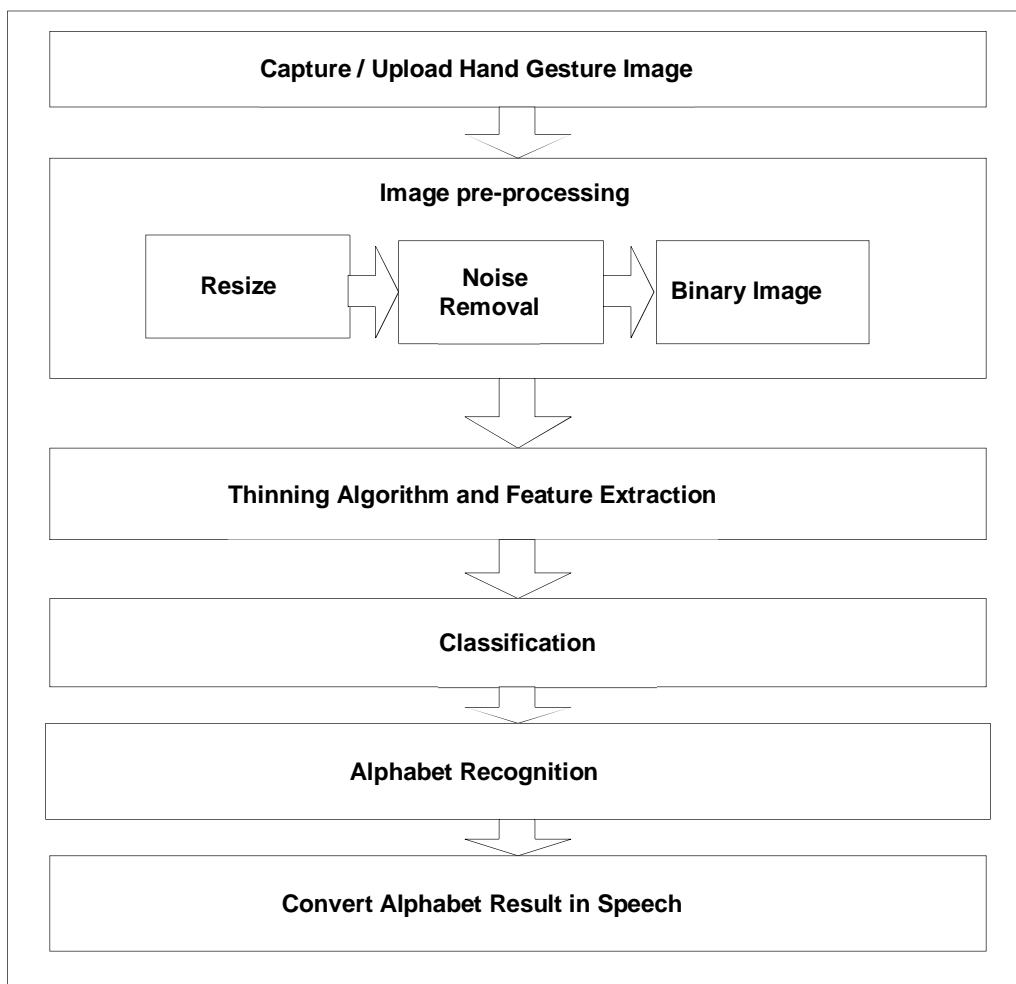 Capture / Upload Hand Gesture Image
Image pre-processing
Resize
Noise
Removal
Binary Image
Thinning Algorithm and Feature Extraction
Classification
Alphabet Recognition
Convert Alphabet Result in Speech